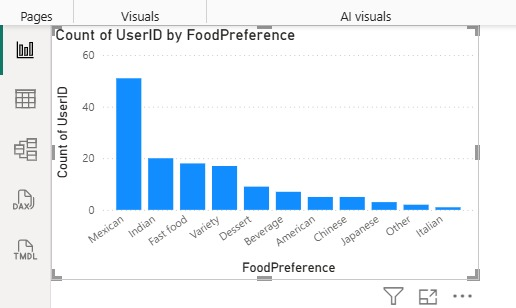 Pages Visuals AI visuals
Count of UserID by FoodPreference
60
40
20
0
Count of UserID
Mexican Indian Fast food Variety Dessert Beverage American Chinese Japanese Other Italian
FoodPreference
DAX
TMDL